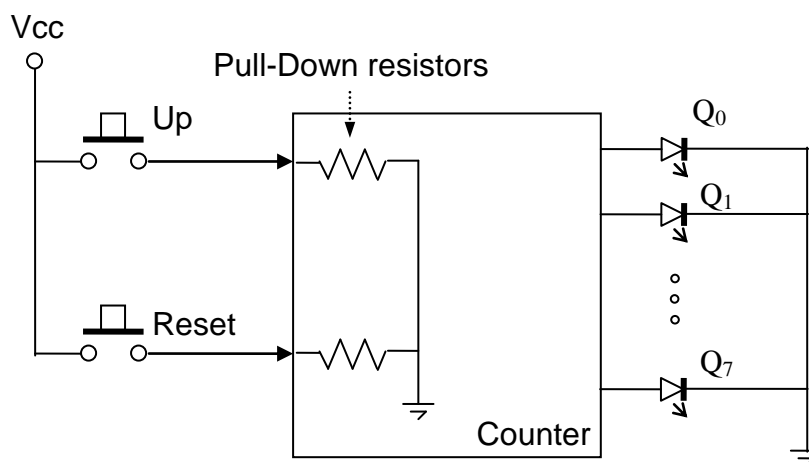 Vcc
Pull-Down resistors
Up
Q₀
Q₁
Reset
Q₇
Counter